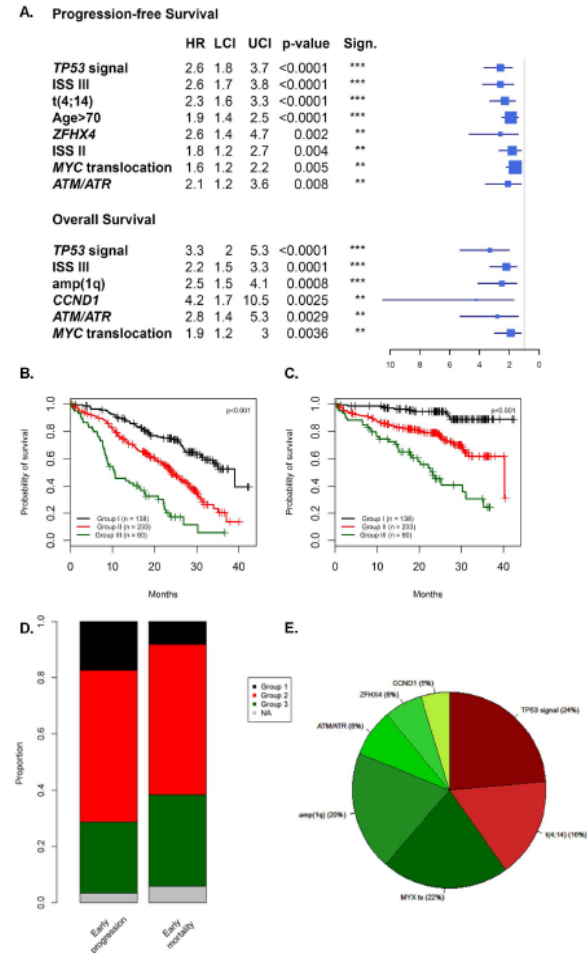 A. Progression-free Survival
HR LCI UCI p-value Sign.
TP53 signal 2.6 1.8 3.7 <0.0001 ***
ISS III 2.6 1.7 3.8 <0.0001 ***
t(4;14) 2.3 1.6 3.3 <0.0001 ***
Age>70 1.9 1.4 2.5 <0.0001 ***
ZFHX4 2.6 1.4 4.7 0.002 **
ISS II 1.8 1.2 2.7 0.004 **
MYC translocation 1.6 1.2 2.2 0.005 **
ATM/ATR 2.1 1.2 3.6 0.008 **
Overall Survival
TP53 signal 3.3 2 5.3 <0.0001 ***
ISS III 2.2 1.5 3.3 0.0001 ***
amp(1q) 2.5 1.5 4.1 0.0008 ***
CCND1 4.2 1.7 10.5 0.0025 **
ATM/ATR 2.8 1.4 5.3 0.0029 **
MYC translocation 1.9 1.2 3 0.0036 **
10 8 6 4 2 0
B.
p<0.001
Probability of survival
1.0
0.8
0.6
0.4
0.2
0.0
Group I (n = 138)
Group II (n = 233)
Group III (n = 60)
0 10 20 30 40
Months
C.
p<0.001
Probability of survival
1.0
0.8
0.6
0.4
0.2
0.0
Group I (n = 138)
Group II (n = 233)
Group III (n = 60)
0 10 20 30 40
Months
D.
Proportion
1.0
0.8
0.6
0.4
0.2
0.0
Early progression
Early mortality
Group 1
Group 2
Group 3
NA
E.
CCND1 (5%)
ZFHX4 (6%)
ATM/ATR (8%)
amp(1q) (20%)
MYX tx (22%)
t(4;14) (16%)
TP53 signal (24%)